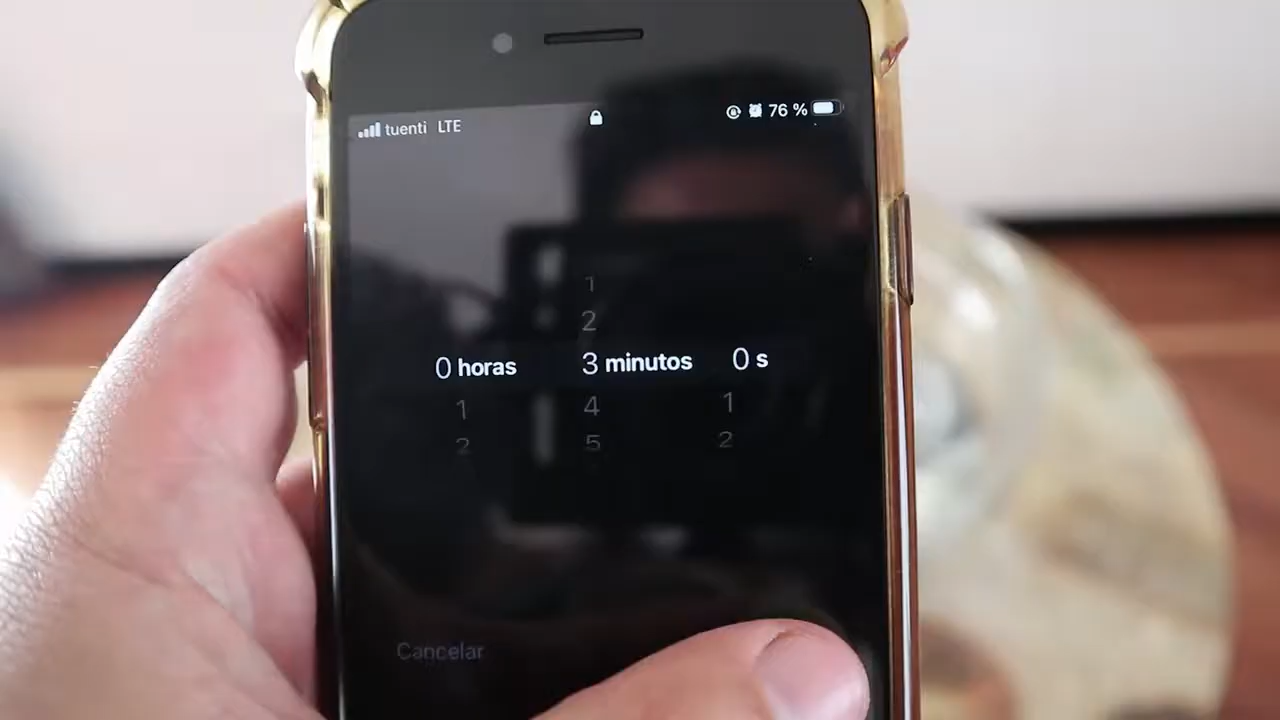 tuenti LTE 76 %
1
2
0 horas 3 minutos 0 s
1 4 1
2 5 2
Cancelar